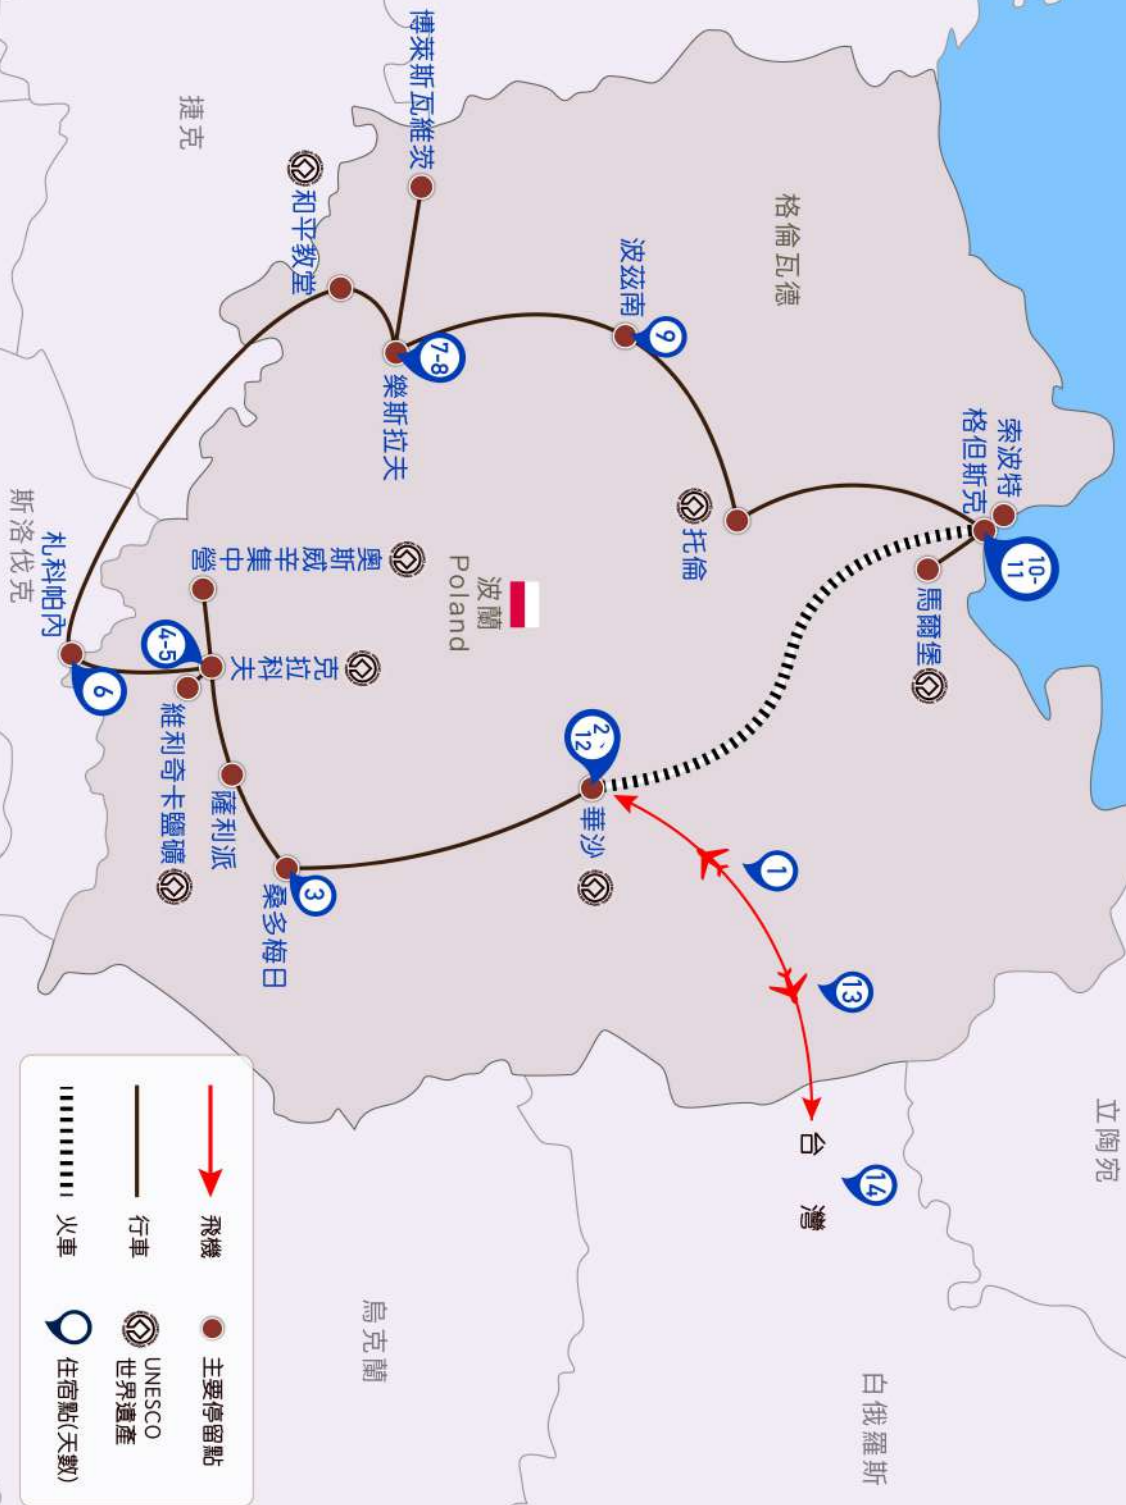 立陶宛
白俄羅斯
烏克蘭
斯洛伐克
捷克
格倫瓦德
索波特
格但斯克
10-
11
馬爾堡
托倫
波茲南
9
博萊斯瓦維茨
和平教堂
7-8
樂斯拉夫
波蘭
Poland
2、
12
華沙
1
13
14
台灣
奧斯威辛集中營
克拉科夫
4-5
維利奇卡鹽礦
薩利派
3
桑多梅日
札科帕內
6
飛機
行車
火車
主要停留點
UNESCO
世界遺產
住宿點(天數)